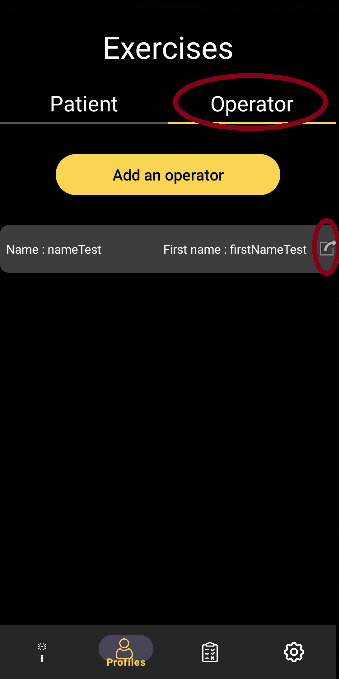 Exercises
Patient Operator
Add an operator
Name : nameTest First name : firstNameTest
Profiles